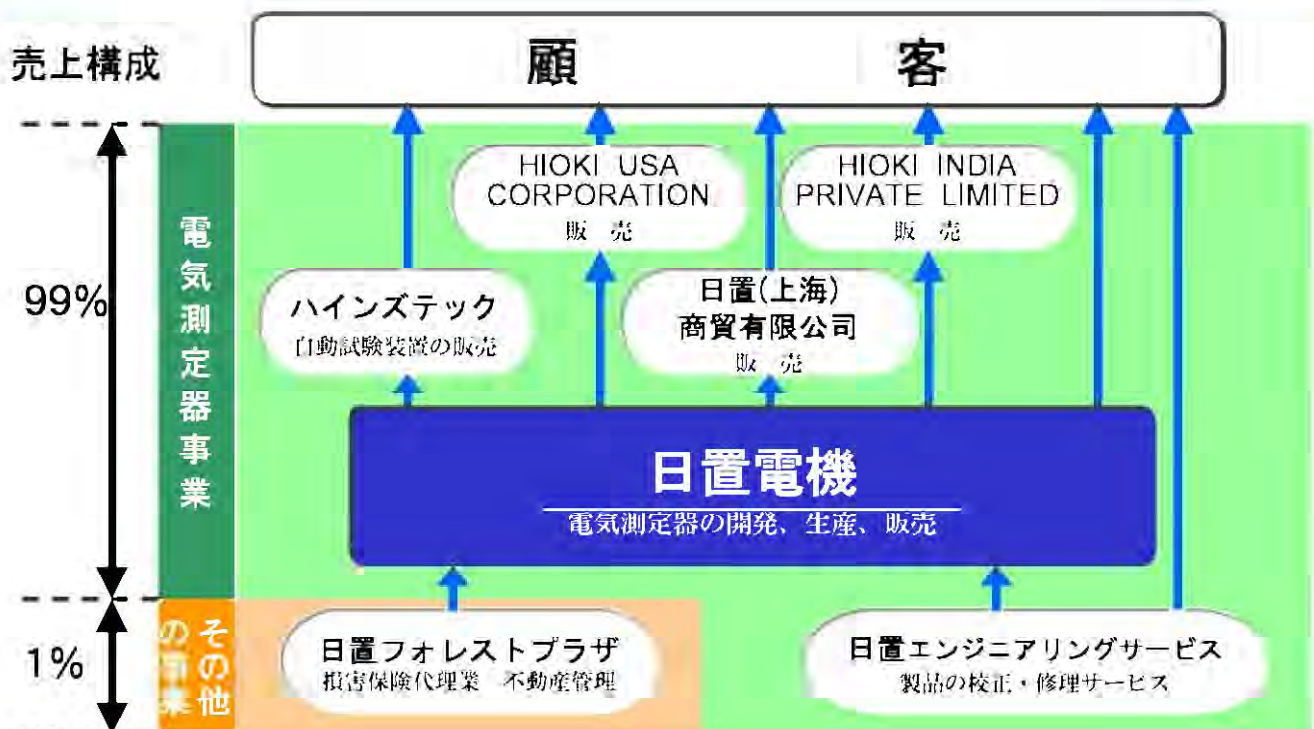 売上構成
顧 客
HIOKI USA
CORPORATION
販 売
HIOKI INDIA
PRIVATE LIMITED
販 売
電気測定器事業
99%
ハインズテック
自動試験装置の販売
日置(上海)
商貿有限公司
販 売
日置電機
電気測定器の開発、生産、販売
1%
その他
の事業
日置フォレストプラザ
損害保険代理業 不動産管理
日置エンジニアリングサービス
製品の校正・修理サービス